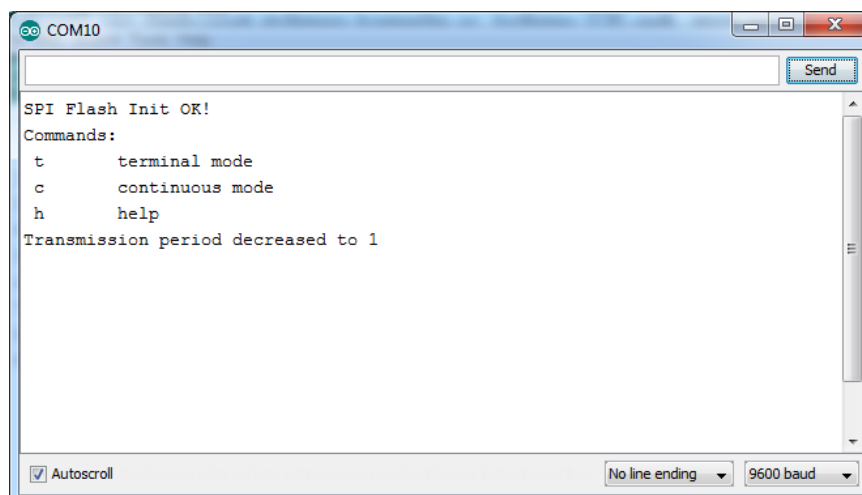 COM10
Send
SPI Flash Init OK!
Commands:
t terminal mode
c continuous mode
h help
Transmission period decreased to 1
Autoscroll
No line ending
9600 baud